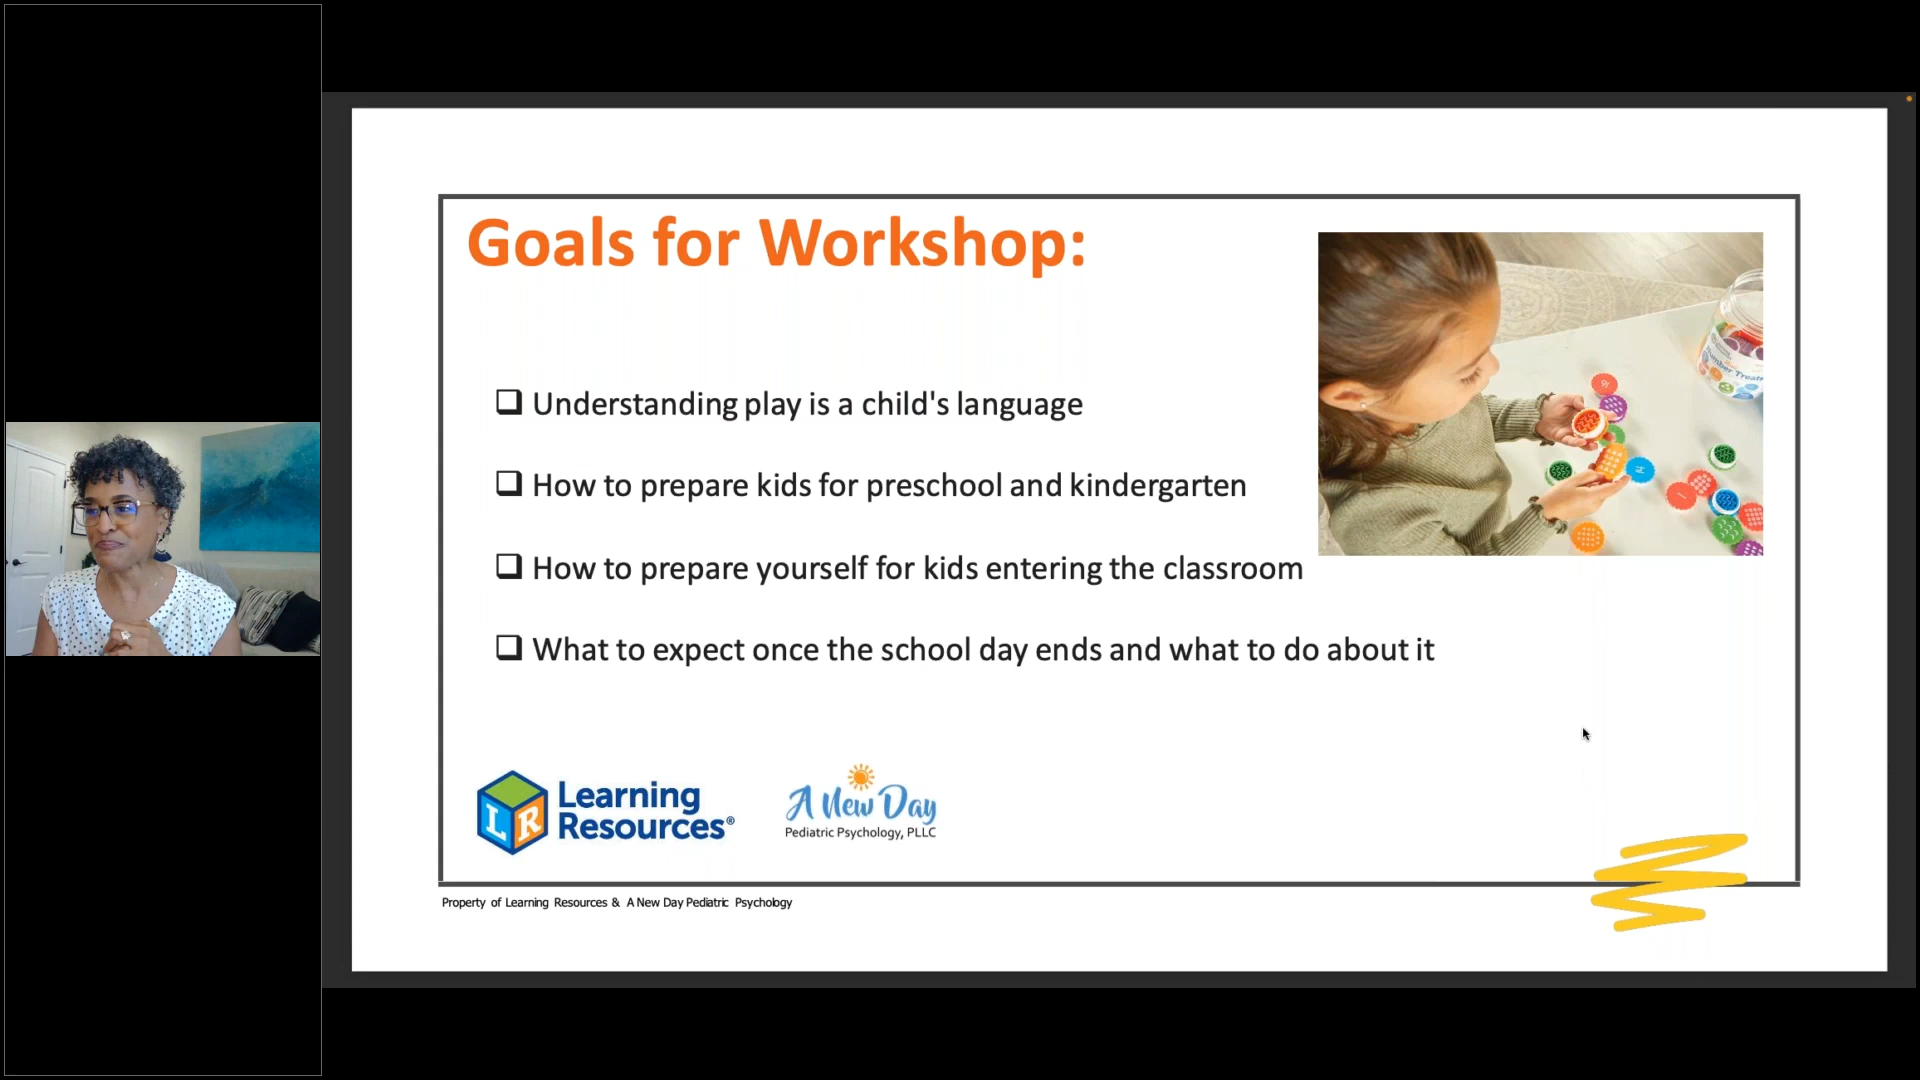 Goals for Workshop:
Understanding play is a child's language
How to prepare kids for preschool and kindergarten
How to prepare yourself for kids entering the classroom
What to expect once the school day ends and what to do about it
LR
Learning
Resources®
A New Day
Pediatric Psychology, PLLC
Property of Learning Resources & A New Day Pediatric Psychology